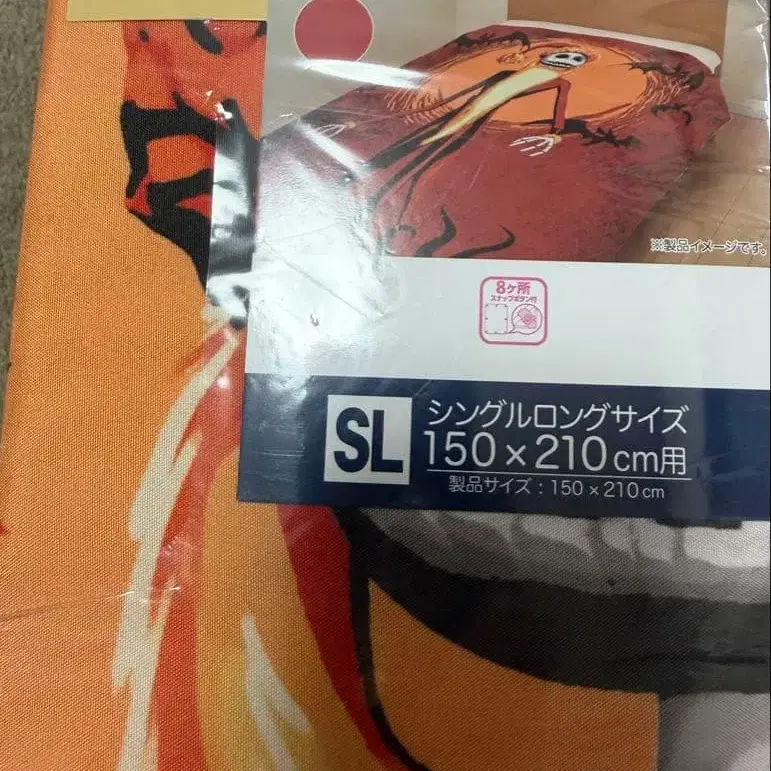 ※製品イメージです。
8ヶ所
スナップボタン付
SL
シングルロングサイズ
150×210cm用
製品サイズ：150×210cm